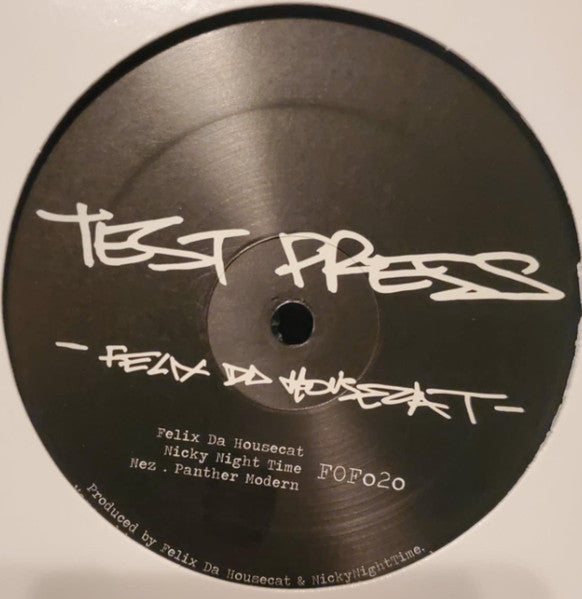 TEST PRESS
- FELIX DA HOUSECAT -
Felix Da Housecat
Nicky Night Time
Nez . Panther Modern
FOFo2o
Produced by Felix Da Housecat & NickyNightTime.